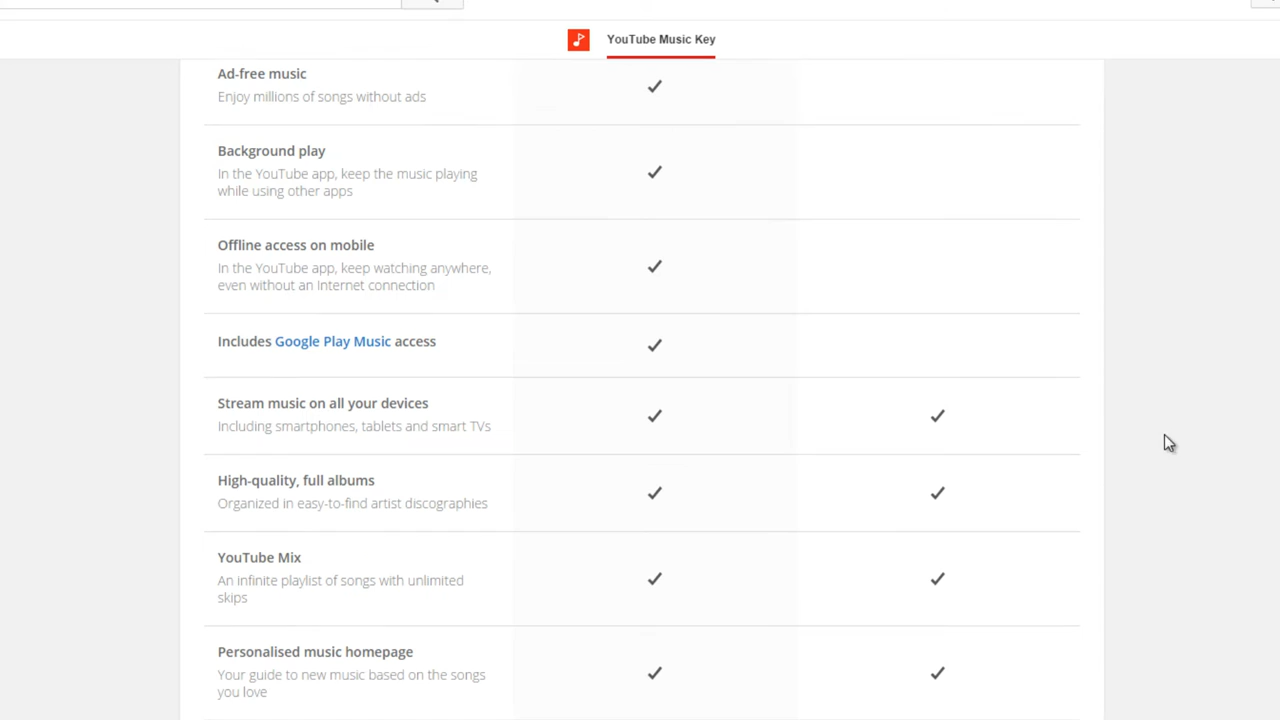 YouTube Music Key
Ad-free music
Enjoy millions of songs without ads
Background play
In the YouTube app, keep the music playing
while using other apps
Offline access on mobile
In the YouTube app, keep watching anywhere,
even without an Internet connection
Includes Google Play Music access
Stream music on all your devices
Including smartphones, tablets and smart TVs
High-quality, full albums
Organized in easy-to-find artist discographies
YouTube Mix
An infinite playlist of songs with unlimited
skips
Personalised music homepage
Your guide to new music based on the songs
you love